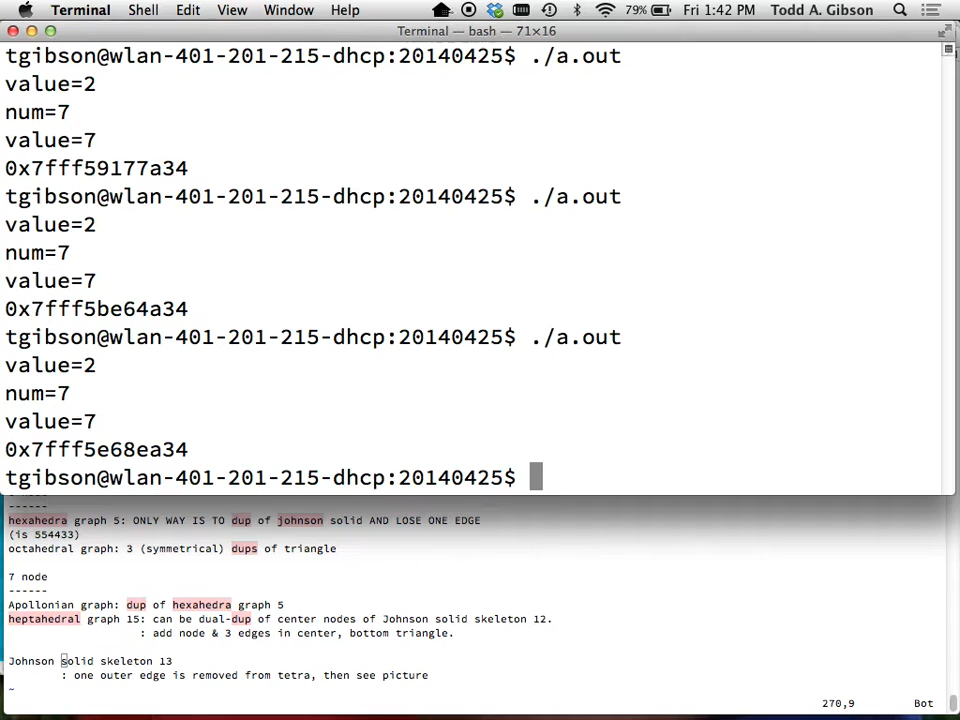 Terminal Shell Edit View Window Help 79% Fri 1:42 PM Todd A. Gibson
Terminal — bash — 71×16
tgibson@wlan-401-201-215-dhcp:20140425$ ./a.out
value=2
num=7
value=7
0x7fff59177a34
tgibson@wlan-401-201-215-dhcp:20140425$ ./a.out
value=2
num=7
value=7
0x7fff5be64a34
tgibson@wlan-401-201-215-dhcp:20140425$ ./a.out
value=2
num=7
value=7
0x7fff5e68ea34
tgibson@wlan-401-201-215-dhcp:20140425$
------
hexahedra graph 5: ONLY WAY IS TO dup of johnson solid AND LOSE ONE EDGE
(is 554433)
octahedral graph: 3 (symmetrical) dups of triangle
7 node
------
Apollonian graph: dup of hexahedra graph 5
heptahedral graph 15: can be dual-dup of center nodes of Johnson solid skeleton 12.
: add node & 3 edges in center, bottom triangle.
Johnson solid skeleton 13
: one outer edge is removed from tetra, then see picture
~
270,9 Bot